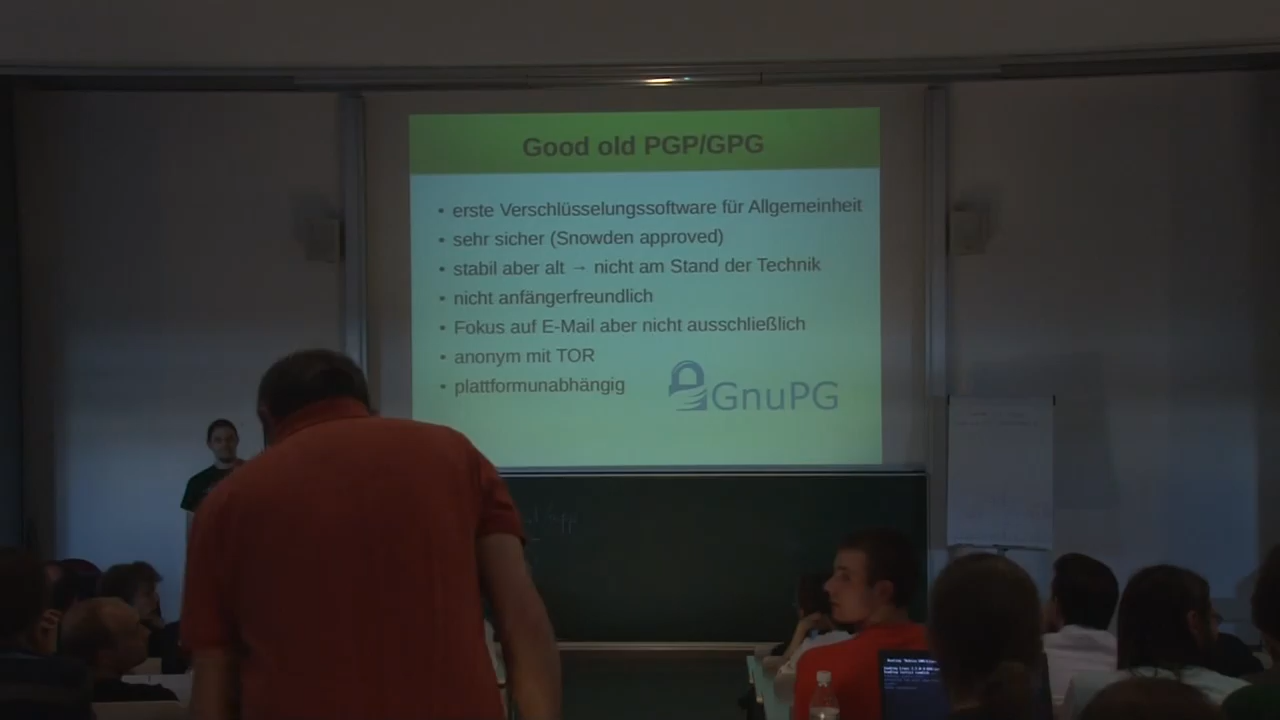 Good old PGP/GPG
• erste Verschlüsselungssoftware für Allgemeinheit
• sehr sicher (Snowden approved)
• stabil aber alt → nicht am Stand der Technik
• nicht anfängerfreundlich
• Fokus auf E-Mail aber nicht ausschließlich
• anonym mit TOR
• plattformunabhängig
GnuPG